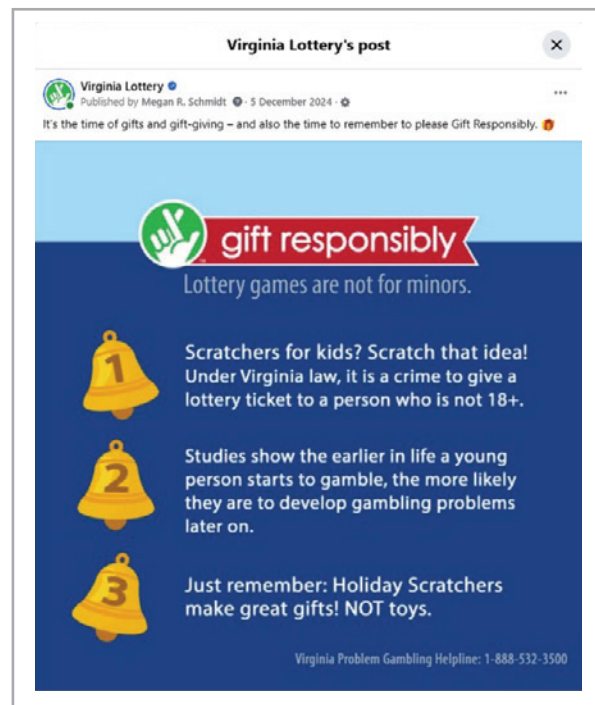 Virginia Lottery's post
Virginia Lottery
Published by Megan R. Schmidt · 5 December 2024 ·
It's the time of gifts and gift-giving – and also the time to remember to please Gift Responsibly. 🎁
gift responsibly
Lottery games are not for minors.
1
Scratchers for kids? Scratch that idea!
Under Virginia law, it is a crime to give a
lottery ticket to a person who is not 18+.
2
Studies show the earlier in life a young
person starts to gamble, the more likely
they are to develop gambling problems
later on.
3
Just remember: Holiday Scratchers
make great gifts! NOT toys.
Virginia Problem Gambling Helpline: 1-888-532-3500